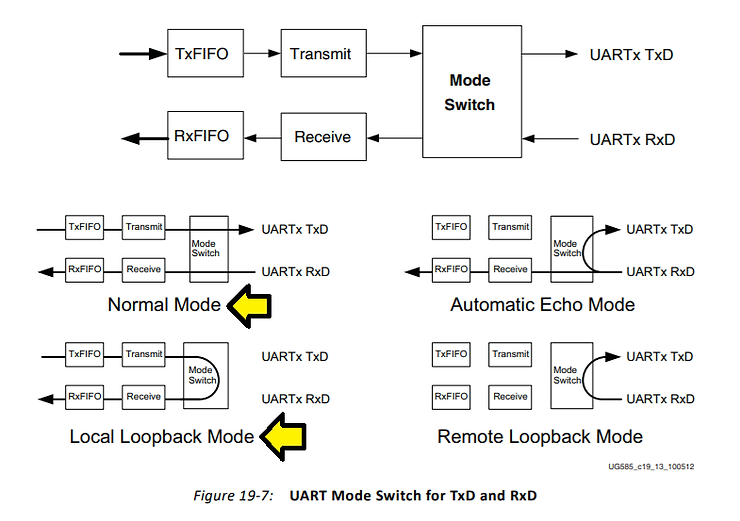 TxFIFO Transmit Mode Switch UARTx TxD
RxFIFO Receive UARTx RxD
TxFIFO Transmit Mode Switch UARTx TxD
RxFIFO Receive UARTx RxD
Normal Mode
TxFIFO Transmit Mode Switch UARTx TxD
RxFIFO Receive UARTx RxD
Automatic Echo Mode
TxFIFO Transmit Mode Switch UARTx TxD
RxFIFO Receive UARTx RxD
Local Loopback Mode
TxFIFO Transmit Mode Switch UARTx TxD
RxFIFO Receive UARTx RxD
Remote Loopback Mode
UG585_c19_13_100512
Figure 19-7: UART Mode Switch for TxD and RxD